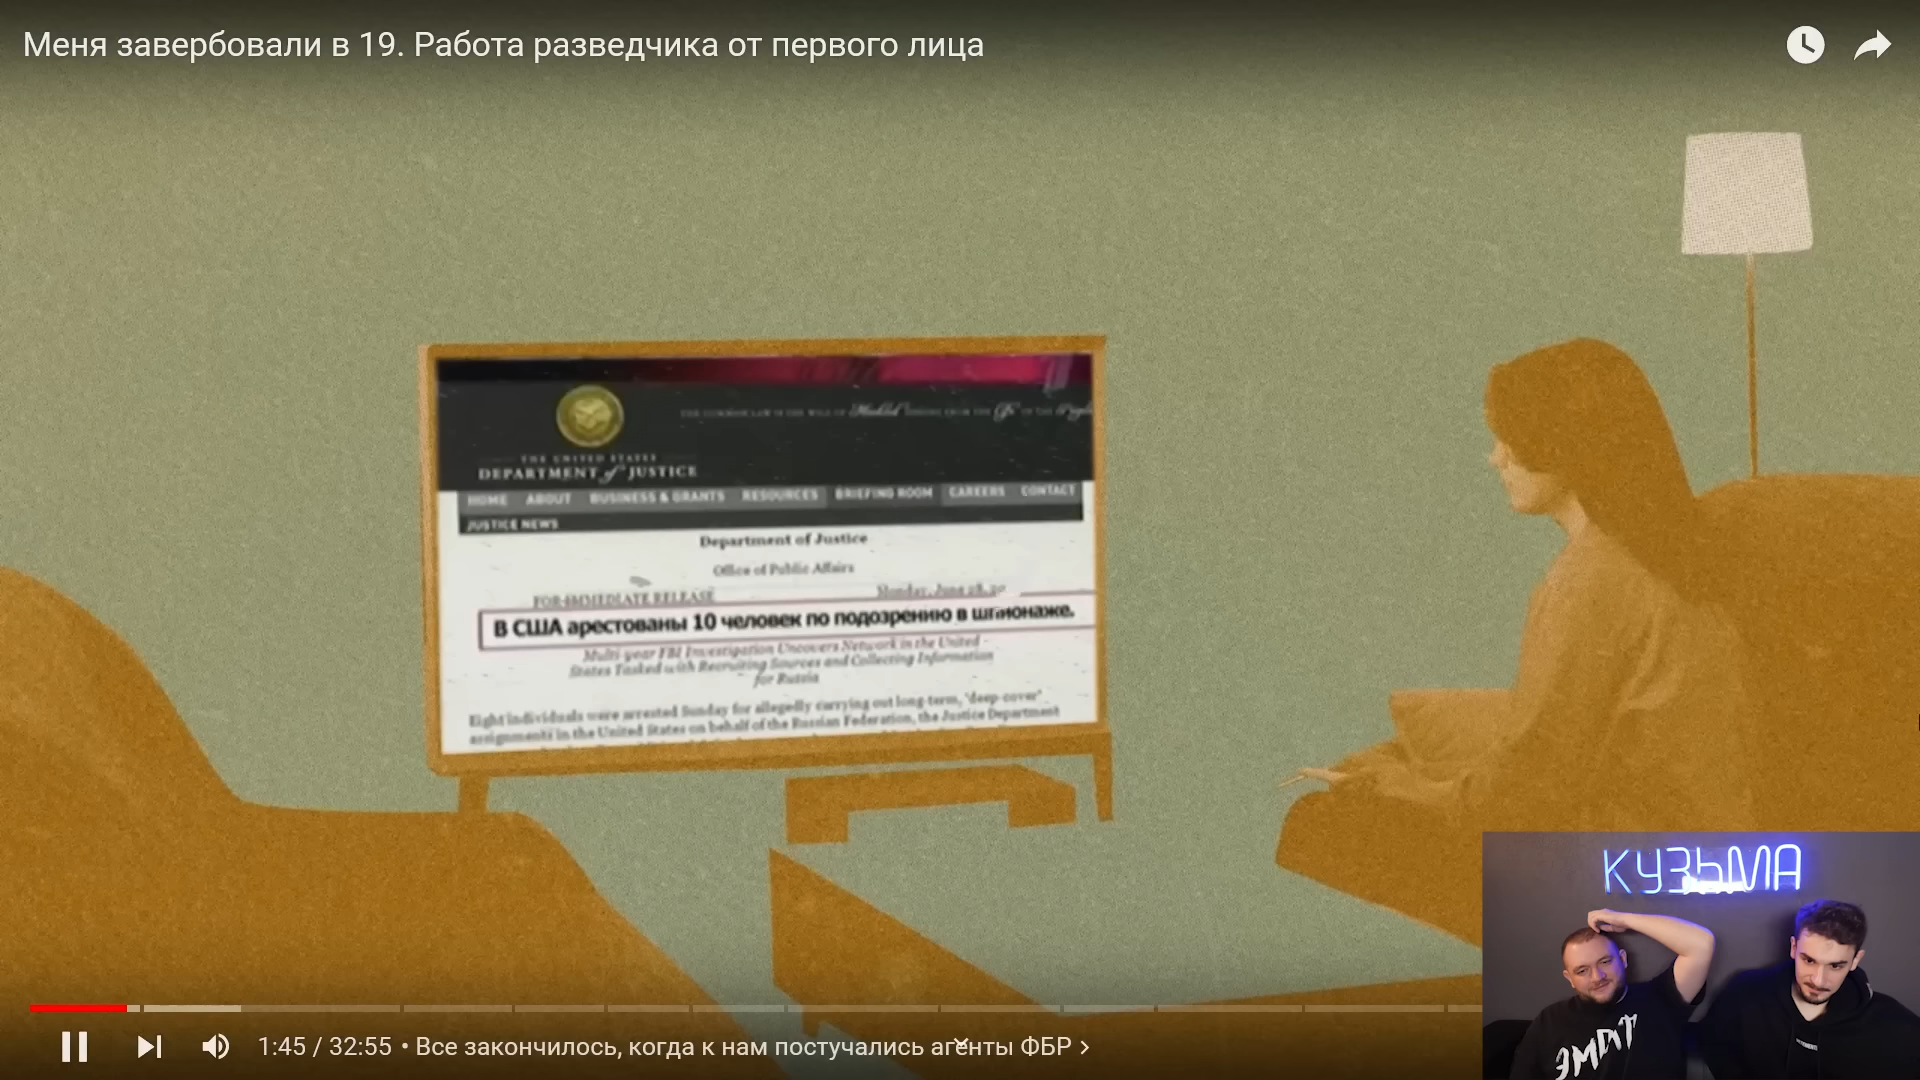 Меня завербовали в 19. Работа разведчика от первого лица
THE UNITED STATES
DEPARTMENT of JUSTICE
HOME ABOUT BUSINESS & GRANTS RESOURCES BRIEFING ROOM CAREERS CONTACT
JUSTICE NEWS
Department of Justice
Office of Public Affairs
FOR IMMEDIATE RELEASE Monday, June 28, 20
В США арестованы 10 человек по подозрению в шпионаже.
Multi-year FBI Investigation Uncovers Network in the United
States Tasked with Recruiting Sources and Collecting Information
for Russia
Eight individuals were arrested Sunday for allegedly carrying out long-term, "deep-cover"
assignments in the United States on behalf of the Russian Federation, the Justice Department
КУЗЬМА
ЭМДТ
1:45 / 32:55 • Все закончилось, когда к нам постучались агенты ФБР >